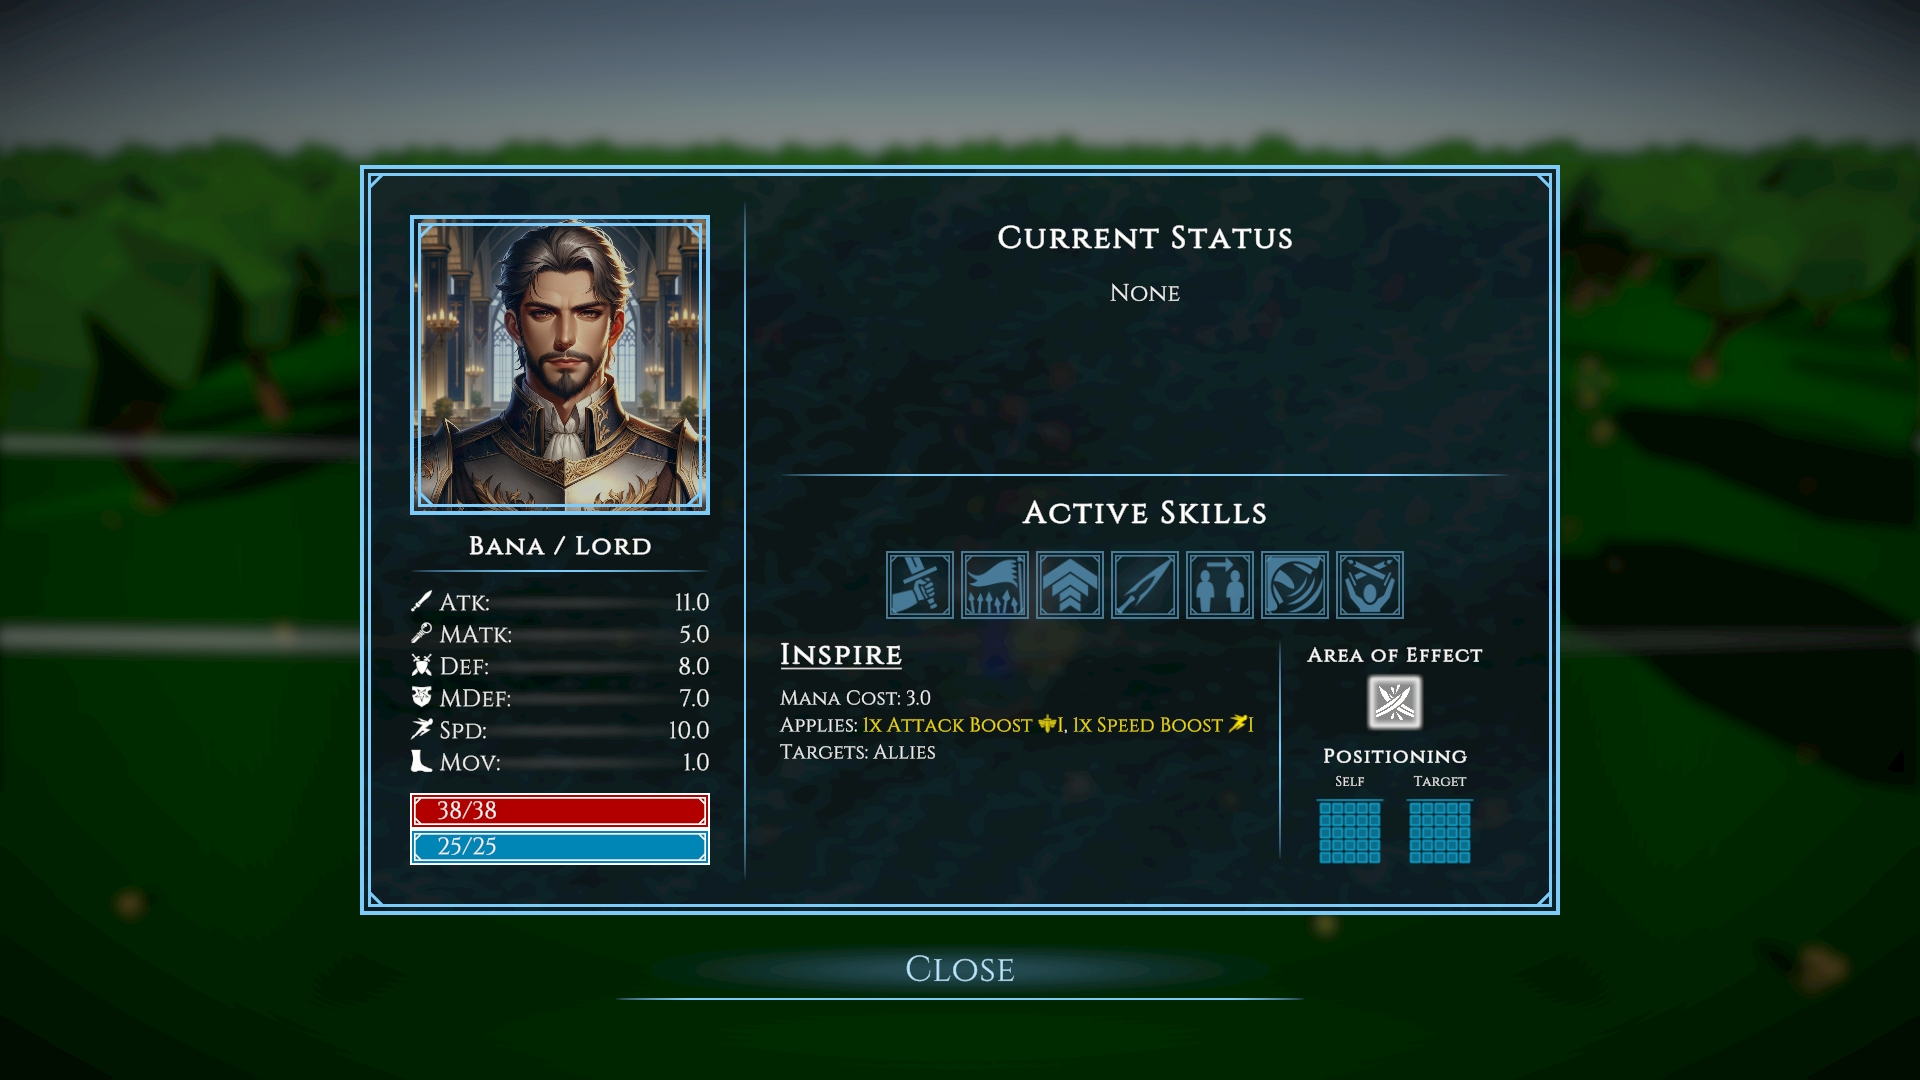 Current Status
None
Active Skills
Bana / Lord
Atk: 11.0
MAtk: 5.0
Def: 8.0
MDef: 7.0
Spd: 10.0
Mov: 1.0
38/38
25/25
Inspire
Mana Cost: 3.0
Applies: 1x Attack Boost I, 1x Speed Boost I
Targets: Allies
Area of Effect
Positioning
Self Target
Close